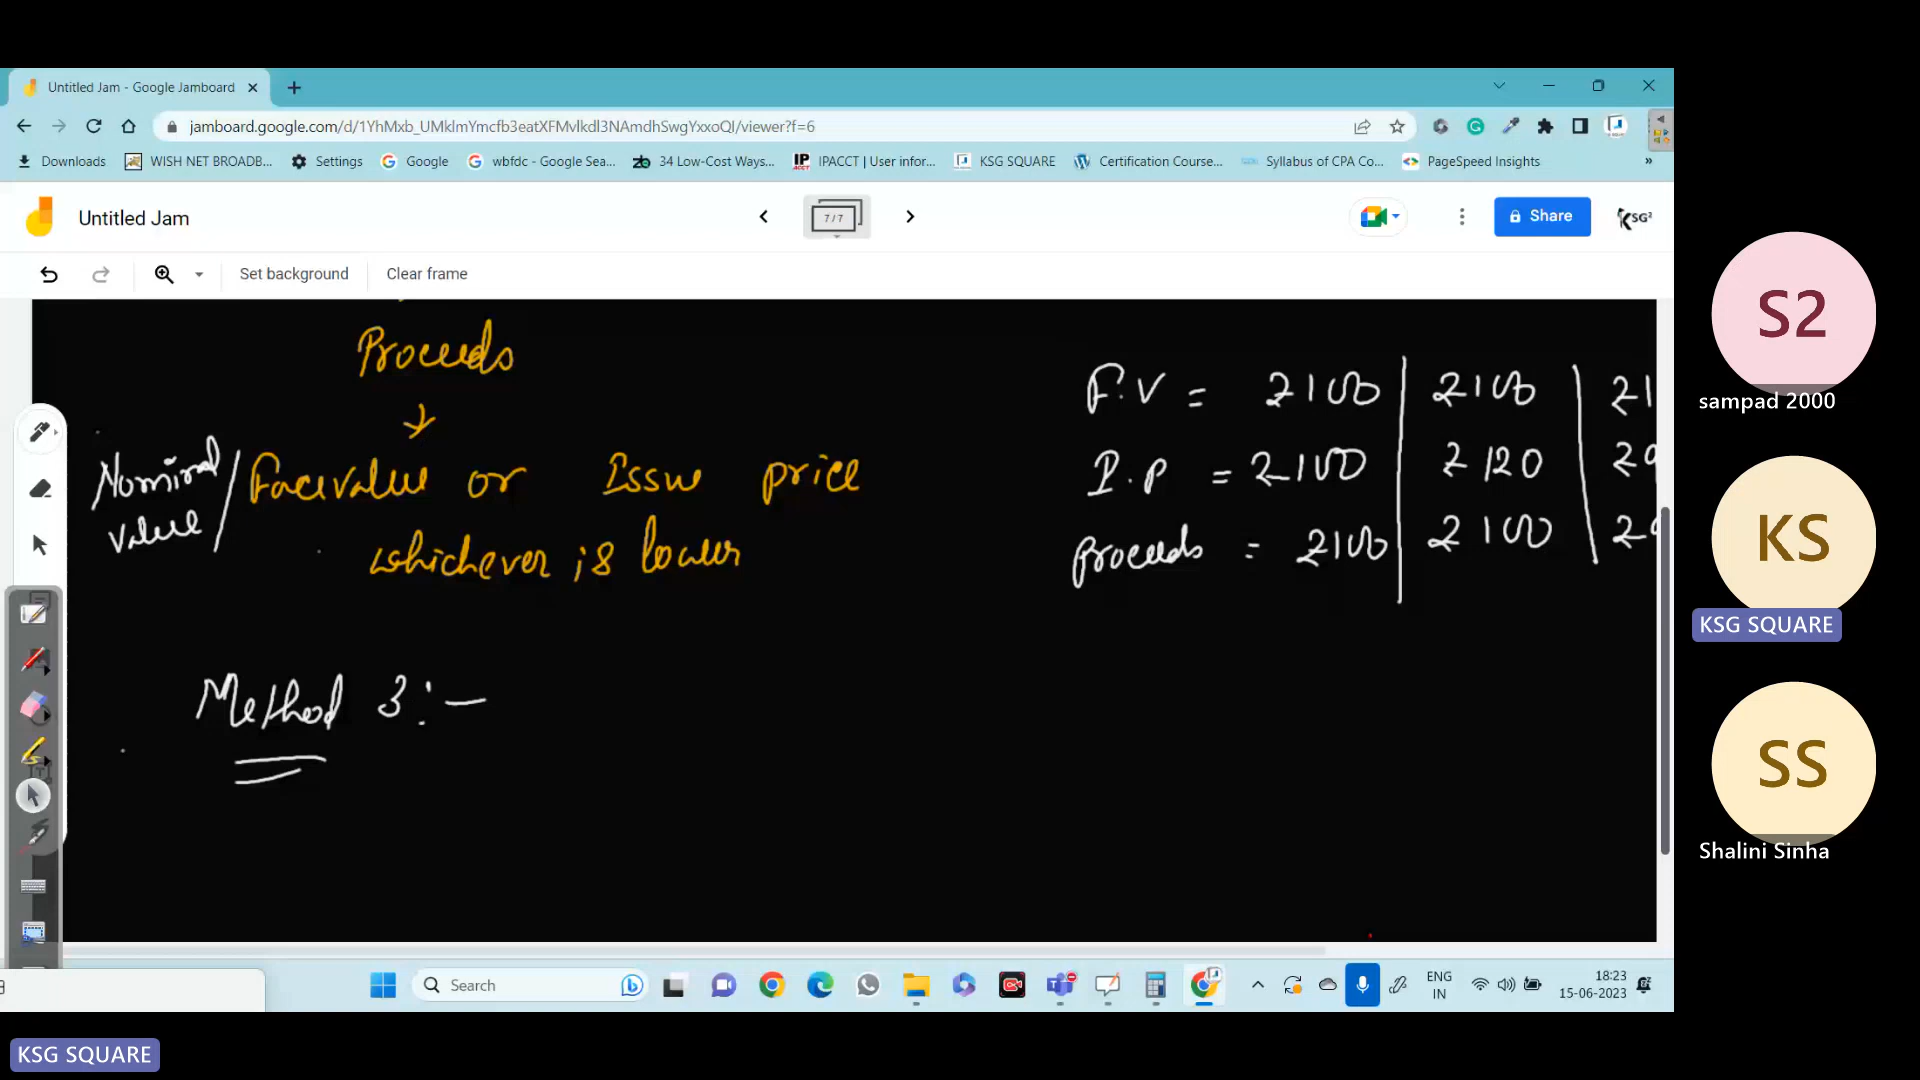 Untitled Jam - Google Jamboard
jamboard.google.com/d/1YhMxb_UMklmYmcfb3eatXFMvlkdl3NAmdhSwgYxxoQI/viewer?f=6
Downloads WISH NET BROADB... Settings Google wbfdc - Google Sea... 34 Low-Cost Ways... IPACCT | User infor... KSG SQUARE Certification Course... Syllabus of CPA Co... PageSpeed Insights »
Untitled Jam 7 / 7 Share KSG²
Set background Clear frame
Proceeds
Nominal value / Facevalue or Issue price
whichever is lower
F.V = 2100 | 2100 | 21
I.P = 2100 2120 29
Proceeds = 2100 2100 29
Method 3:-
S2
sampad 2000
KS
KSG SQUARE
SS
Shalini Sinha
Search
ENG
IN
18:23
15-06-2023
KSG SQUARE